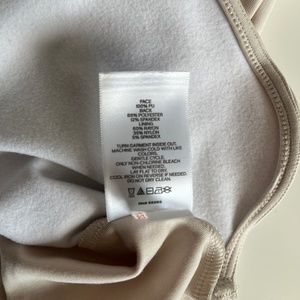 FACE
100% PU
BACK
88% POLYESTER
12% SPANDEX
LINING
60% RAYON
35% NYLON
5% SPANDEX
TURN GARMENT INSIDE OUT.
MACHINE WASH COLD WITH LIKE
COLORS.
GENTLE CYCLE.
ONLY NON-CHLORINE BLEACH
WHEN NEEDED.
LAY FLAT TO DRY.
COOL IRON ON REVERSE IF NEEDED.
DO NOT DRY CLEAN.